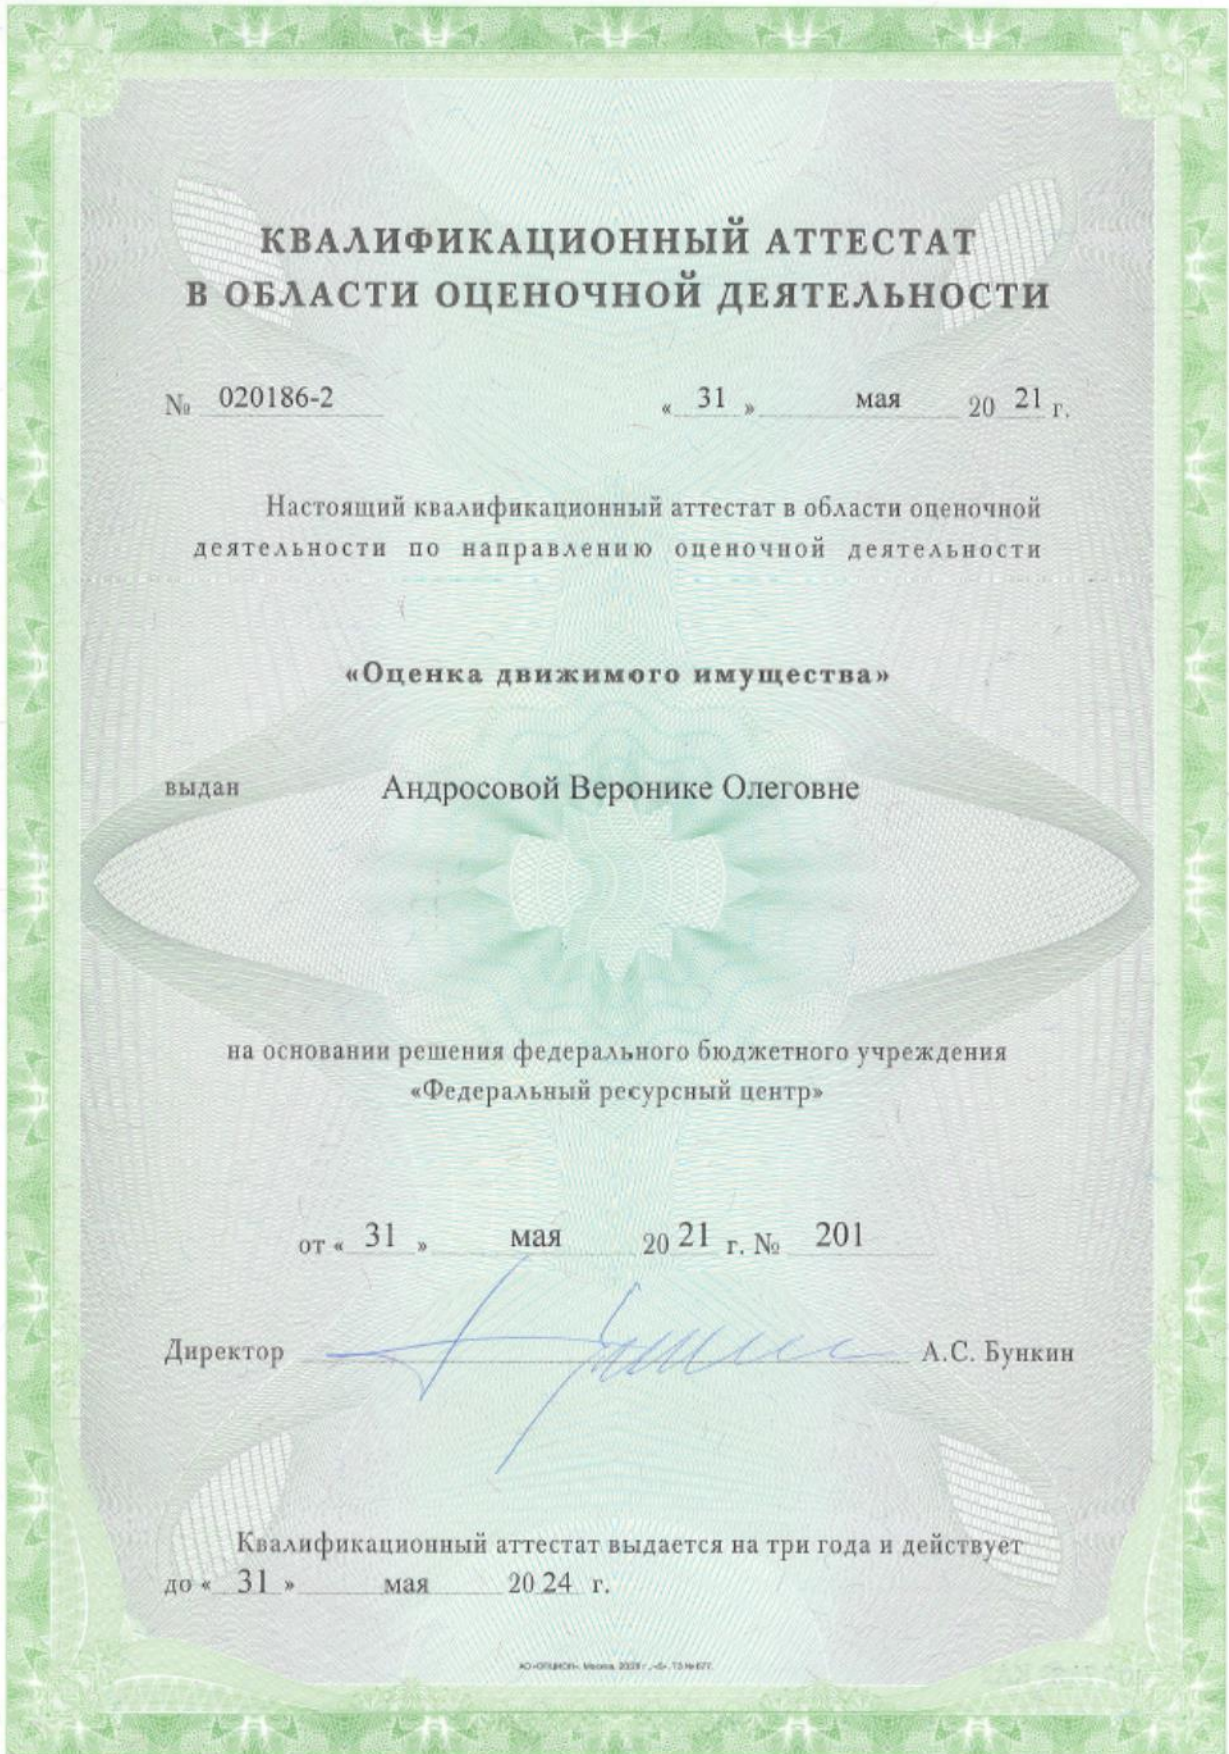 КВАЛИФИКАЦИОННЫЙ АТТЕСТАТ
В ОБЛАСТИ ОЦЕНОЧНОЙ ДЕЯТЕЛЬНОСТИ
№ 020186-2 « 31 » мая 20 21 г.
Настоящий квалификационный аттестат в области оценочной
деятельности по направлению оценочной деятельности
«Оценка движимого имущества»
выдан Андросовой Веронике Олеговне
на основании решения федерального бюджетного учреждения
«Федеральный ресурсный центр»
от « 31 » мая 20 21 г. № 201
Директор А.С. Бункин
Квалификационный аттестат выдается на три года и действует
до « 31 » мая 20 24 г.
АО «ОПЦИОН», Москва,